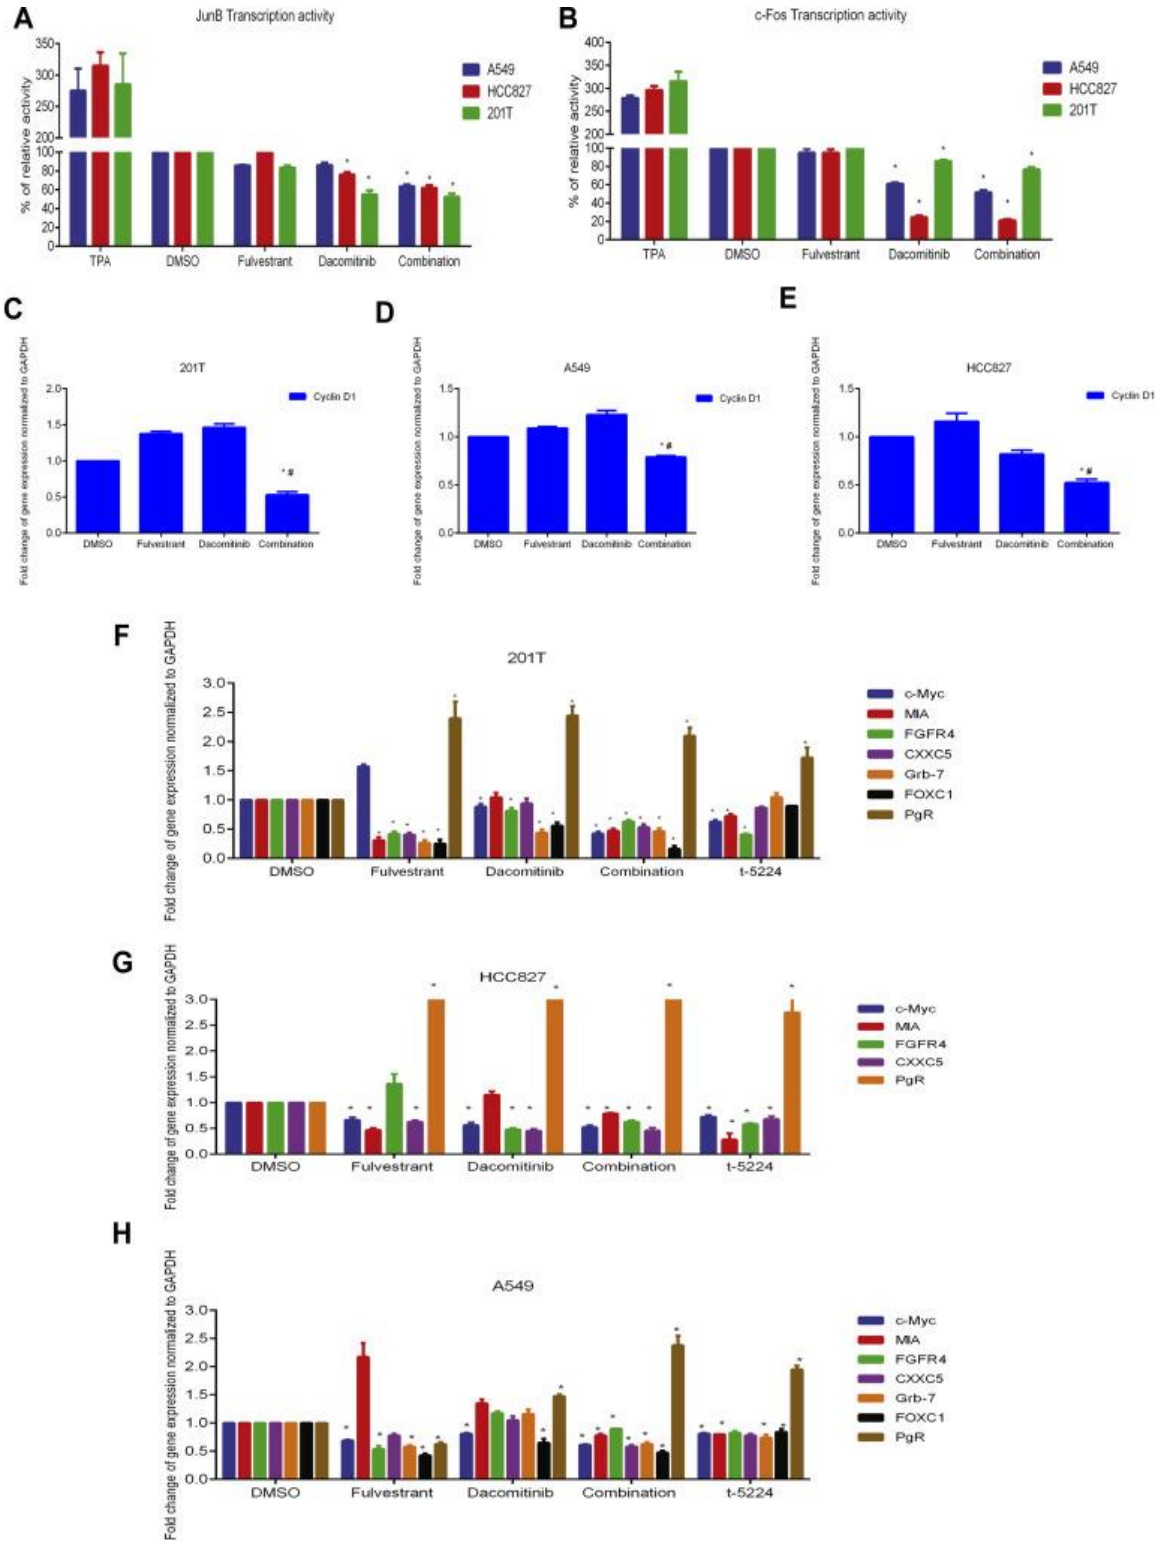 A
JunB Transcription activity
% of relative activity
350
300
250
200
100
80
60
40
20
0
* * * * * *
TPA DMSO Fulvestrant Dacomitinib Combination
A549
HCC827
201T
B
c-Fos Transcription activity
% of relative activity
400
350
300
250
200
100
80
60
40
20
0
* * * * * *
TPA DMSO Fulvestrant Dacomitinib Combination
A549
HCC827
201T
C
Fold change of gene expression normalized to GAPDH
201T
Cyclin D1
2.0
1.5
1.0
0.5
0.0
* #
DMSO Fulvestrant Dacomitinib Combination
D
Fold change of gene expression normalized to GAPDH
A549
Cyclin D1
1.5
1.0
0.5
0.0
* #
DMSO Fulvestrant Dacomitinib Combination
E
Fold change of gene expression normalized to GAPDH
HCC827
Cyclin D1
1.5
1.0
0.5
0.0
* #
DMSO Fulvestrant Dacomitinib Combination
F
Fold change of gene expression normalized to GAPDH
201T
3.0
2.5
2.0
1.5
1.0
0.5
0.0
DMSO Fulvestrant Dacomitinib Combination t-5224
c-Myc
MIA
FGFR4
CXXC5
Grb-7
FOXC1
PgR
G
Fold change of gene expression normalized to GAPDH
HCC827
3.0
2.5
2.0
1.5
1.0
0.5
0.0
DMSO Fulvestrant Dacomitinib Combination t-5224
c-Myc
MIA
FGFR4
CXXC5
PgR
H
Fold change of gene expression normalized to GAPDH
A549
3.0
2.5
2.0
1.5
1.0
0.5
0.0
DMSO Fulvestrant Dacomitinib Combination t-5224
c-Myc
MIA
FGFR4
CXXC5
Grb-7
FOXC1
PgR